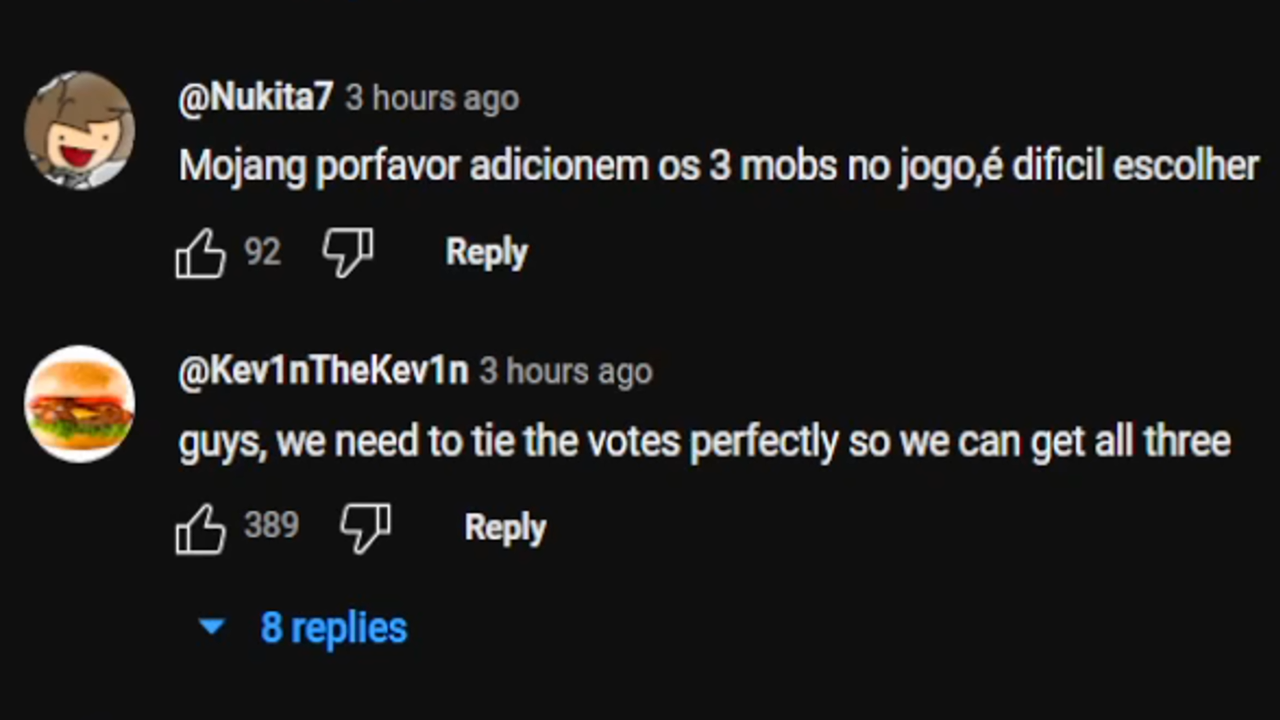 @Nukita7 3 hours ago
Mojang porfavor adicionem os 3 mobs no jogo,é dificil escolher
92 Reply
@Kev1nTheKev1n 3 hours ago
guys, we need to tie the votes perfectly so we can get all three
389 Reply
8 replies